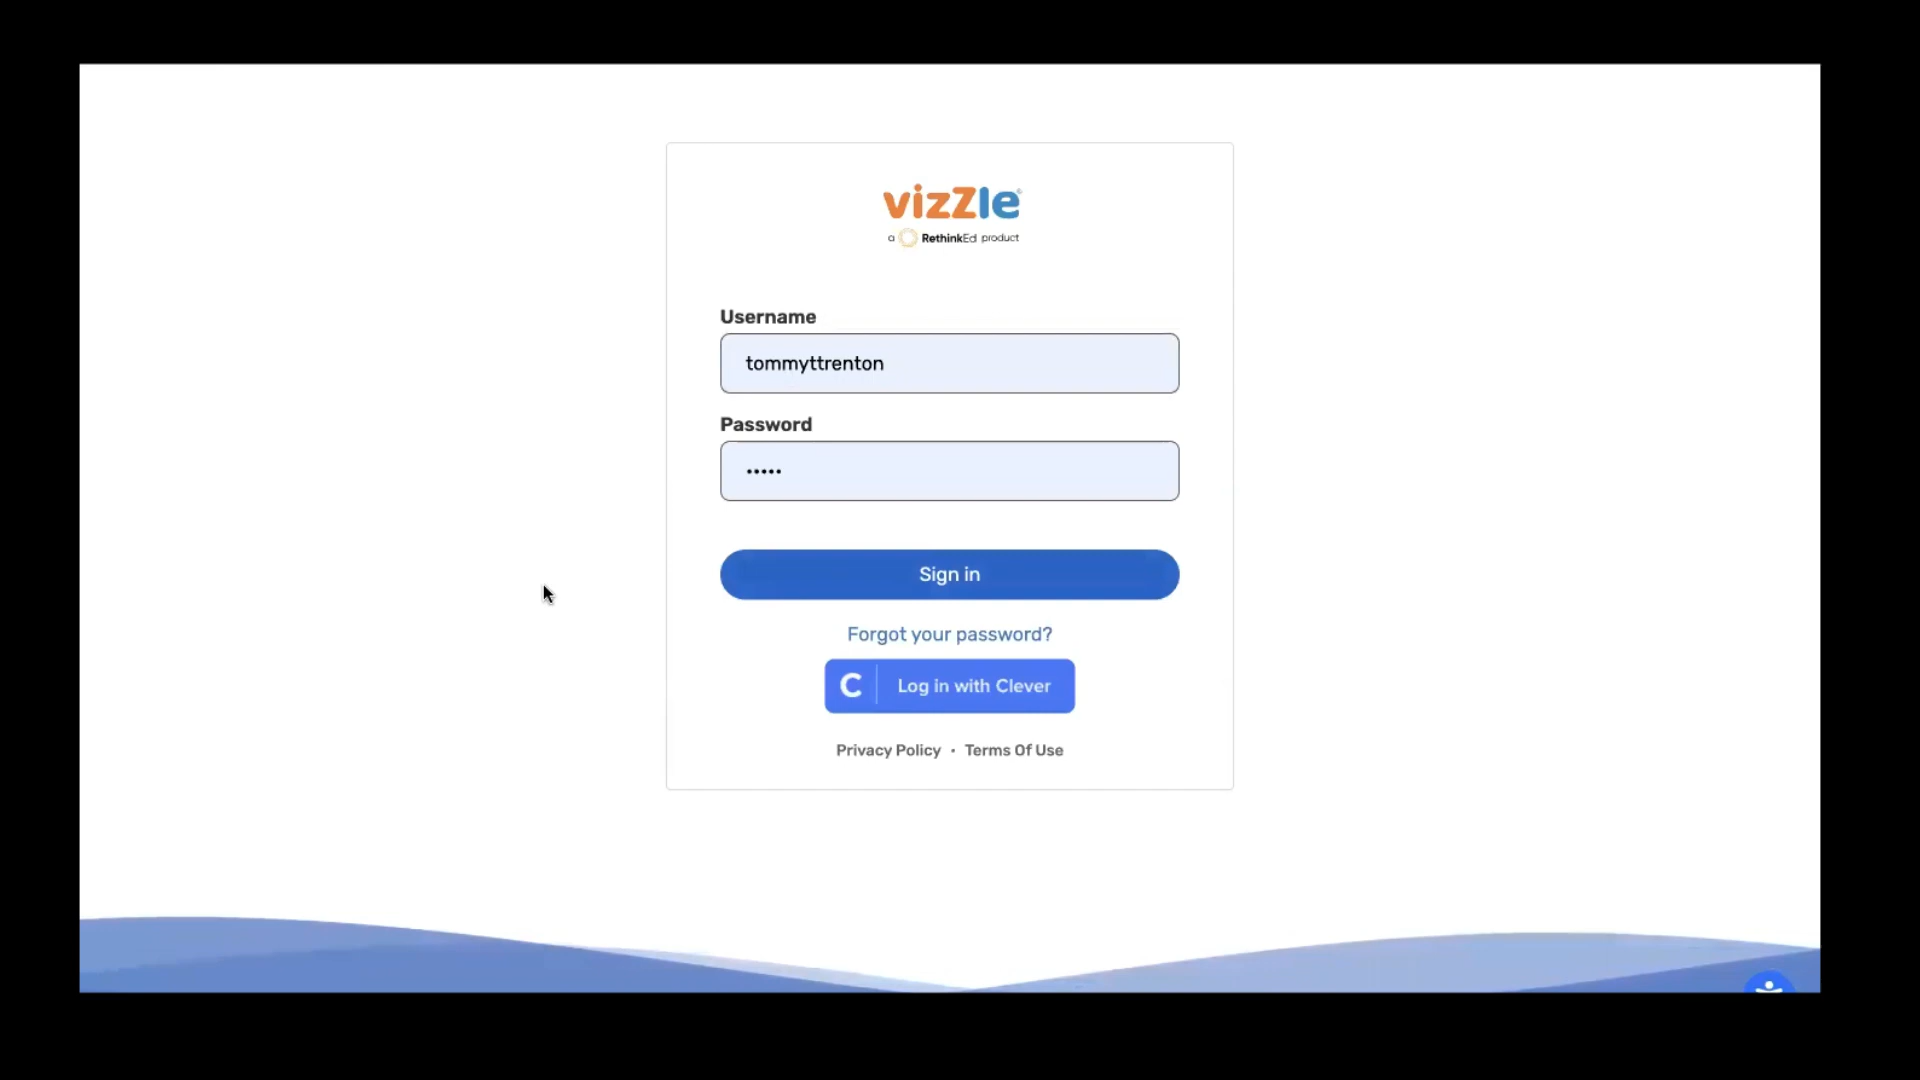 vizzle®
a RethinkEd product
Username
tommyttrenton
Password
•••••
Sign in
Forgot your password?
C Log in with Clever
Privacy Policy • Terms Of Use